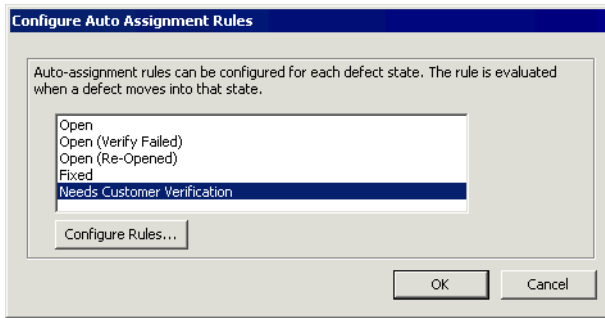 Configure Auto Assignment Rules
Auto-assignment rules can be configured for each defect state. The rule is evaluated
when a defect moves into that state.
Open
Open (Verify Failed)
Open (Re-Opened)
Fixed
Needs Customer Verification
Configure Rules...
OK
Cancel